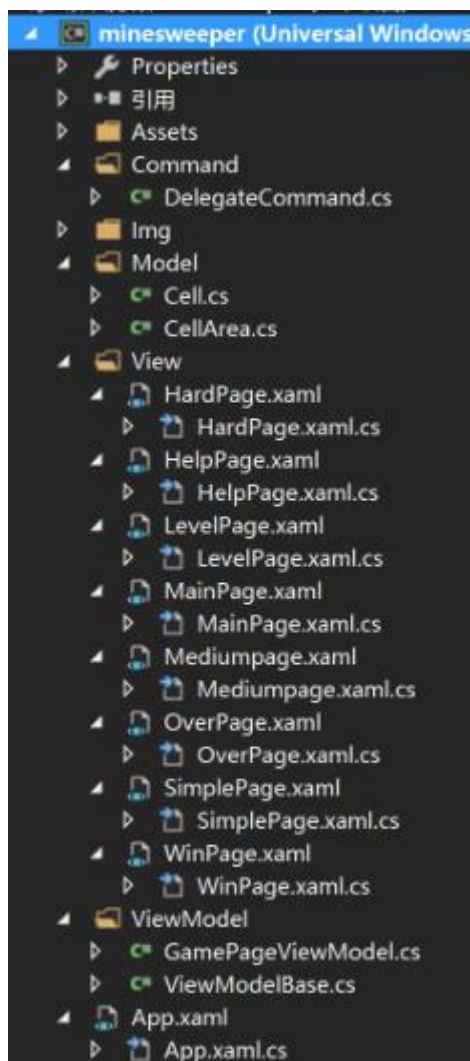 minesweeper (Universal Windows
Properties
引用
Assets
Command
DelegateCommand.cs
Img
Model
Cell.cs
CellArea.cs
View
HardPage.xaml
HardPage.xaml.cs
HelpPage.xaml
HelpPage.xaml.cs
LevelPage.xaml
LevelPage.xaml.cs
MainPage.xaml
MainPage.xaml.cs
Mediumpage.xaml
Mediumpage.xaml.cs
OverPage.xaml
OverPage.xaml.cs
SimplePage.xaml
SimplePage.xaml.cs
WinPage.xaml
WinPage.xaml.cs
ViewModel
GamePageViewModel.cs
ViewModelBase.cs
App.xaml
App.xaml.cs